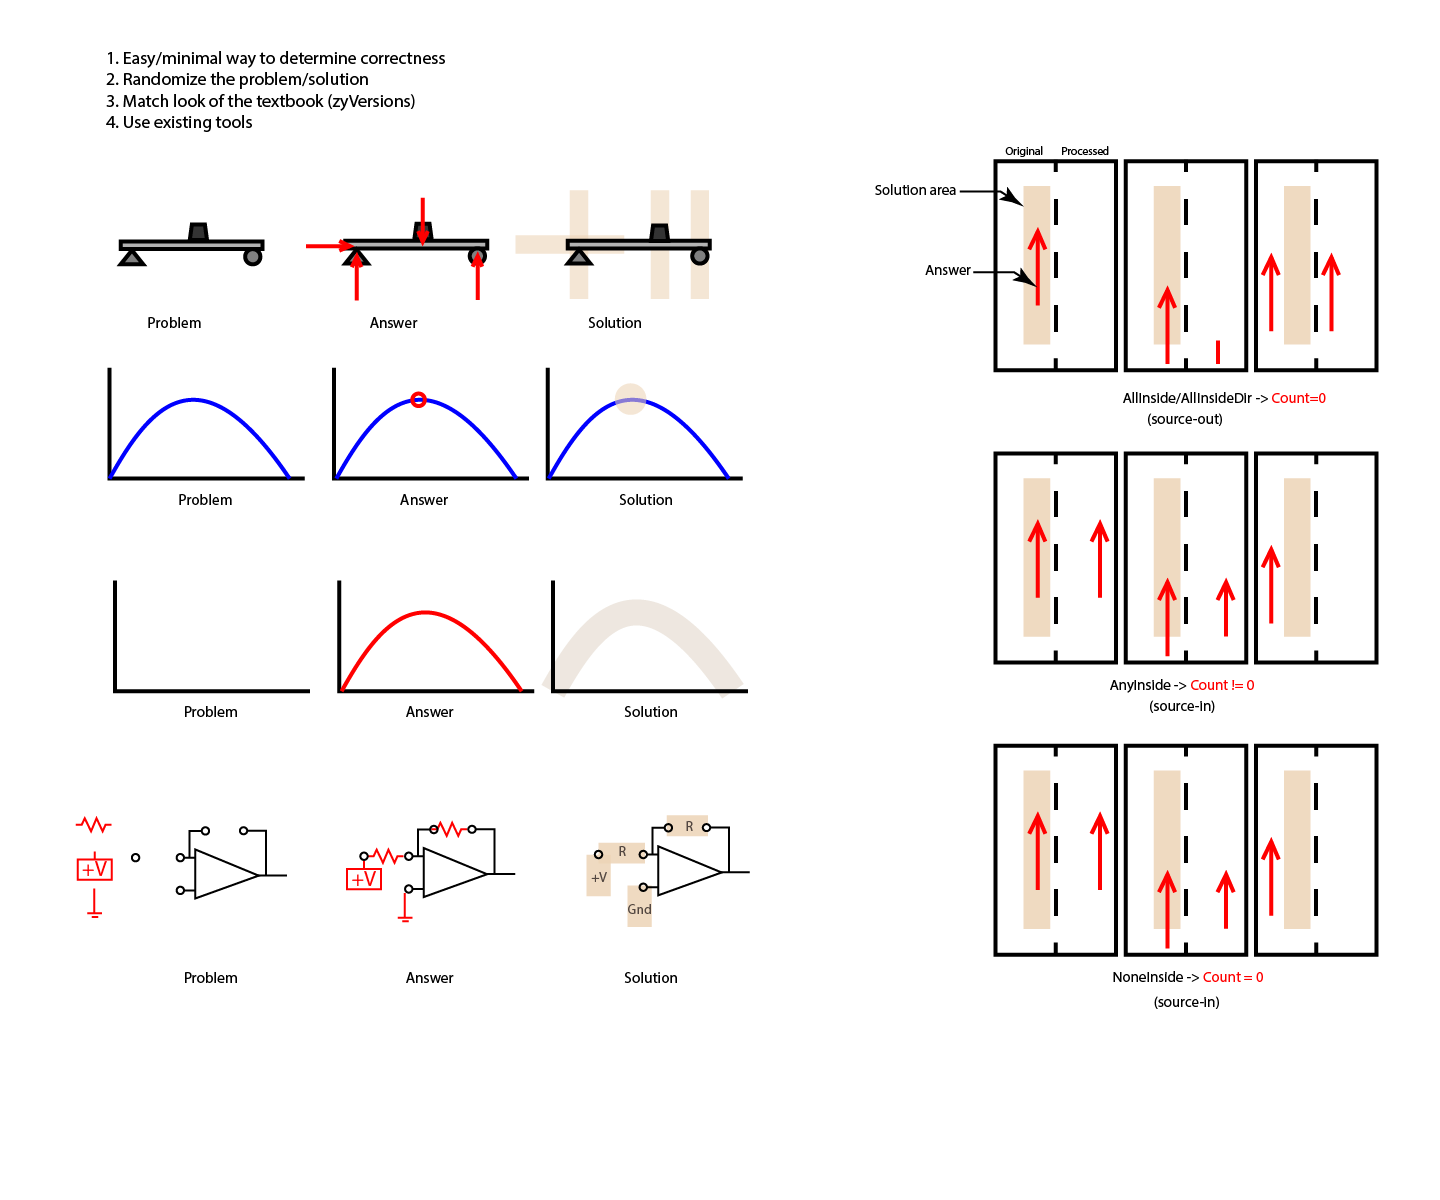 1. Easy/minimal way to determine correctness
2. Randomize the problem/solution
3. Match look of the textbook (zyVersions)
4. Use existing tools
Problem
Answer
Solution
Problem
Answer
Solution
Problem
Answer
Solution
+V
+V
R
R
+V
Gnd
Problem
Answer
Solution
Original
Processed
Solution area
Answer
AllInside/AllInsideDir -> Count=0
(source-out)
AnyInside -> Count != 0
(source-in)
NoneInside -> Count = 0
(source-in)